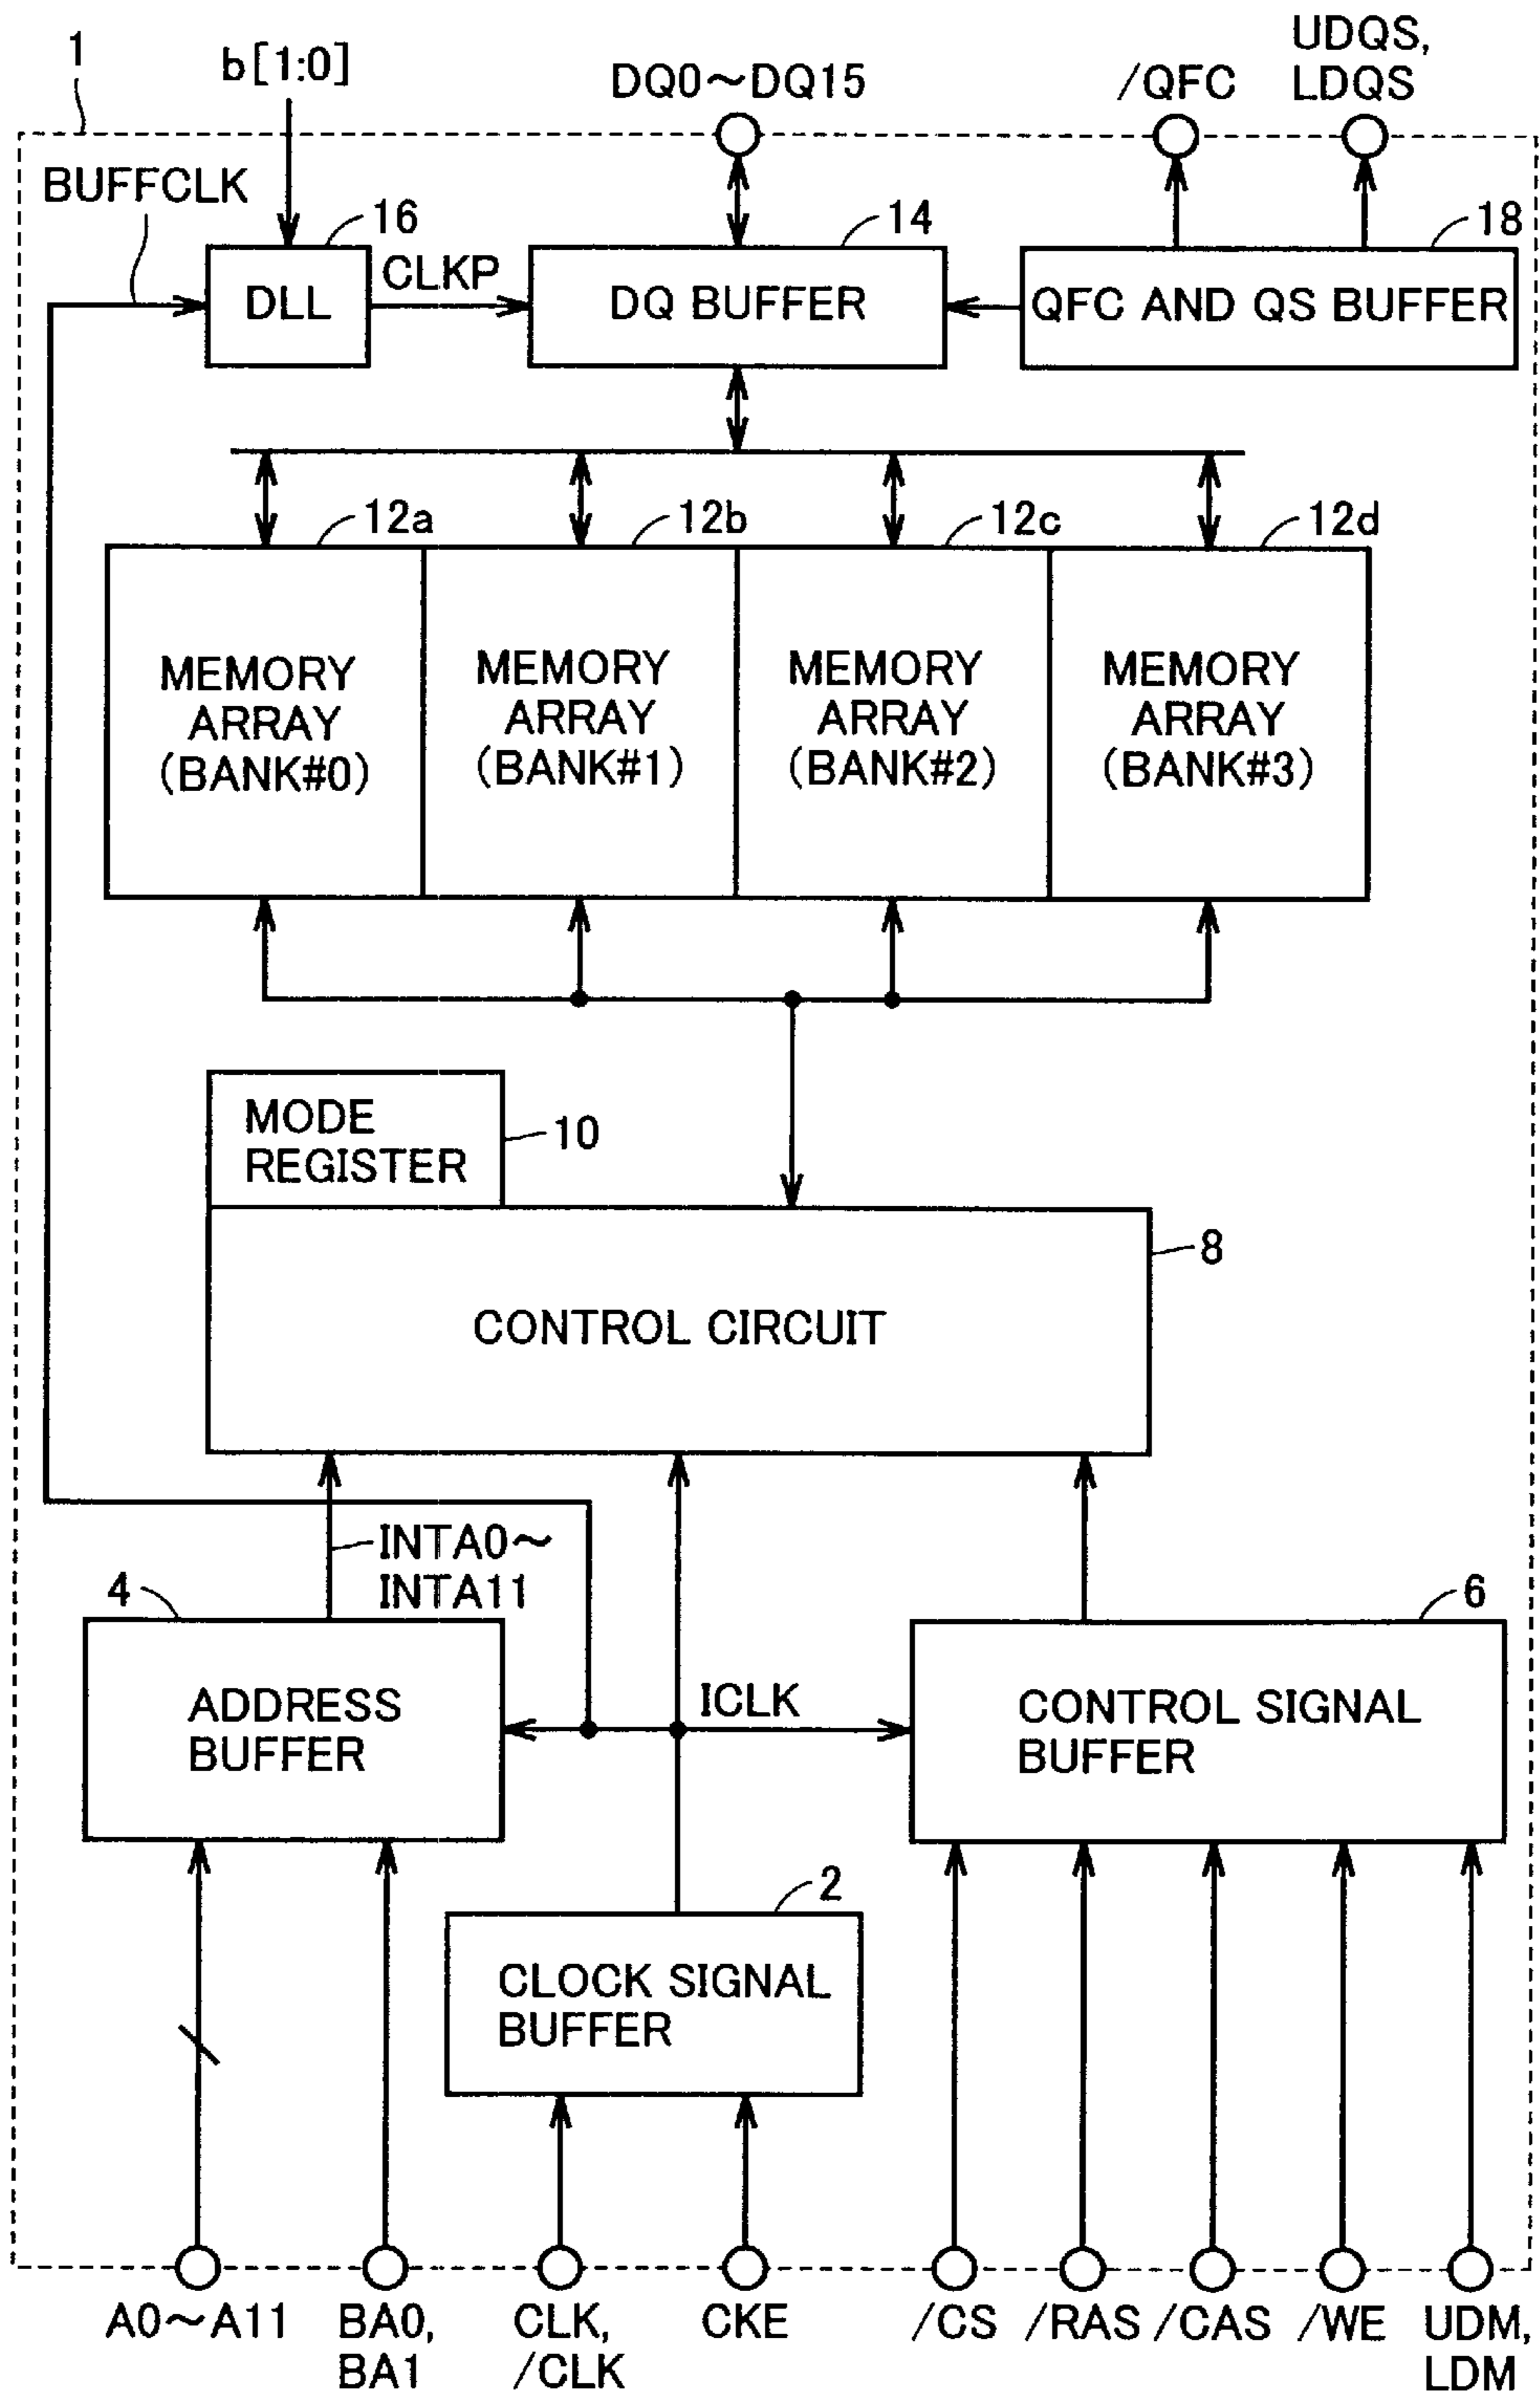 1
b[1:0]
DQ0～DQ15
/QFC
UDQS,
LDQS
BUFFCLK
16
14
18
DLL
CLKP
DQ BUFFER
QFC AND QS BUFFER
12a
12b
12c
12d
MEMORY
ARRAY
(BANK#0)
MEMORY
ARRAY
(BANK#1)
MEMORY
ARRAY
(BANK#2)
MEMORY
ARRAY
(BANK#3)
MODE
REGISTER
10
8
CONTROL CIRCUIT
INTA0～
INTA11
4
6
ADDRESS
BUFFER
ICLK
CONTROL SIGNAL
BUFFER
2
CLOCK SIGNAL
BUFFER
A0～A11
BA0,
BA1
CLK,
/CLK
CKE
/CS
/RAS
/CAS
/WE
UDM,
LDM